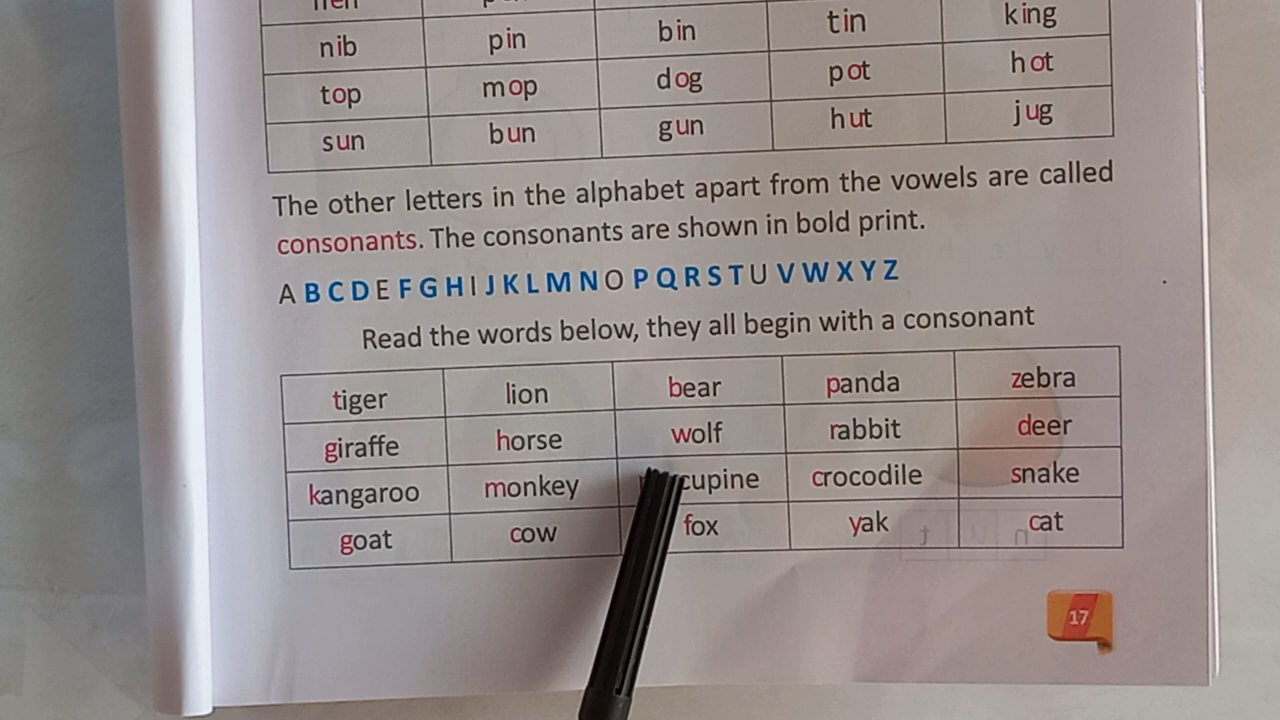 nib pin bin tin king
top mop dog pot hot
sun bun gun hut jug
The other letters in the alphabet apart from the vowels are called
consonants. The consonants are shown in bold print.
A B C D E F G H I J K L M N O P Q R S T U V W X Y Z
Read the words below, they all begin with a consonant
tiger lion bear panda zebra
giraffe horse wolf rabbit deer
kangaroo monkey crocodile snake
goat cow fox yak cat
17